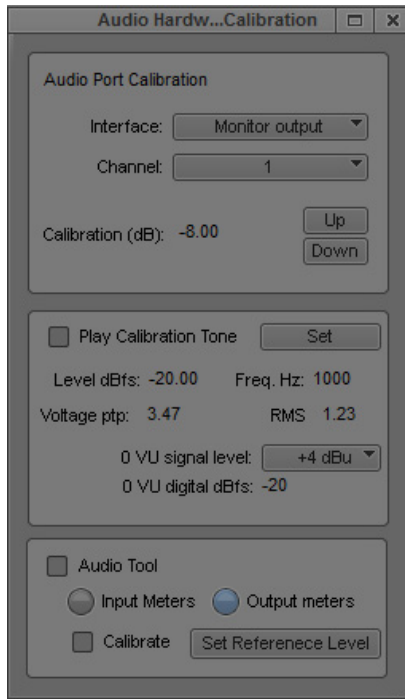 Audio Hardw...Calibration
Audio Port Calibration
Interface: Monitor output
Channel: 1
Calibration (dB): -8.00
Up
Down
Play Calibration Tone Set
Level dBfs: -20.00 Freq. Hz: 1000
Voltage ptp: 3.47 RMS 1.23
0 VU signal level: +4 dBu
0 VU digital dBfs: -20
Audio Tool
Input Meters Output meters
Calibrate Set Referenece Level